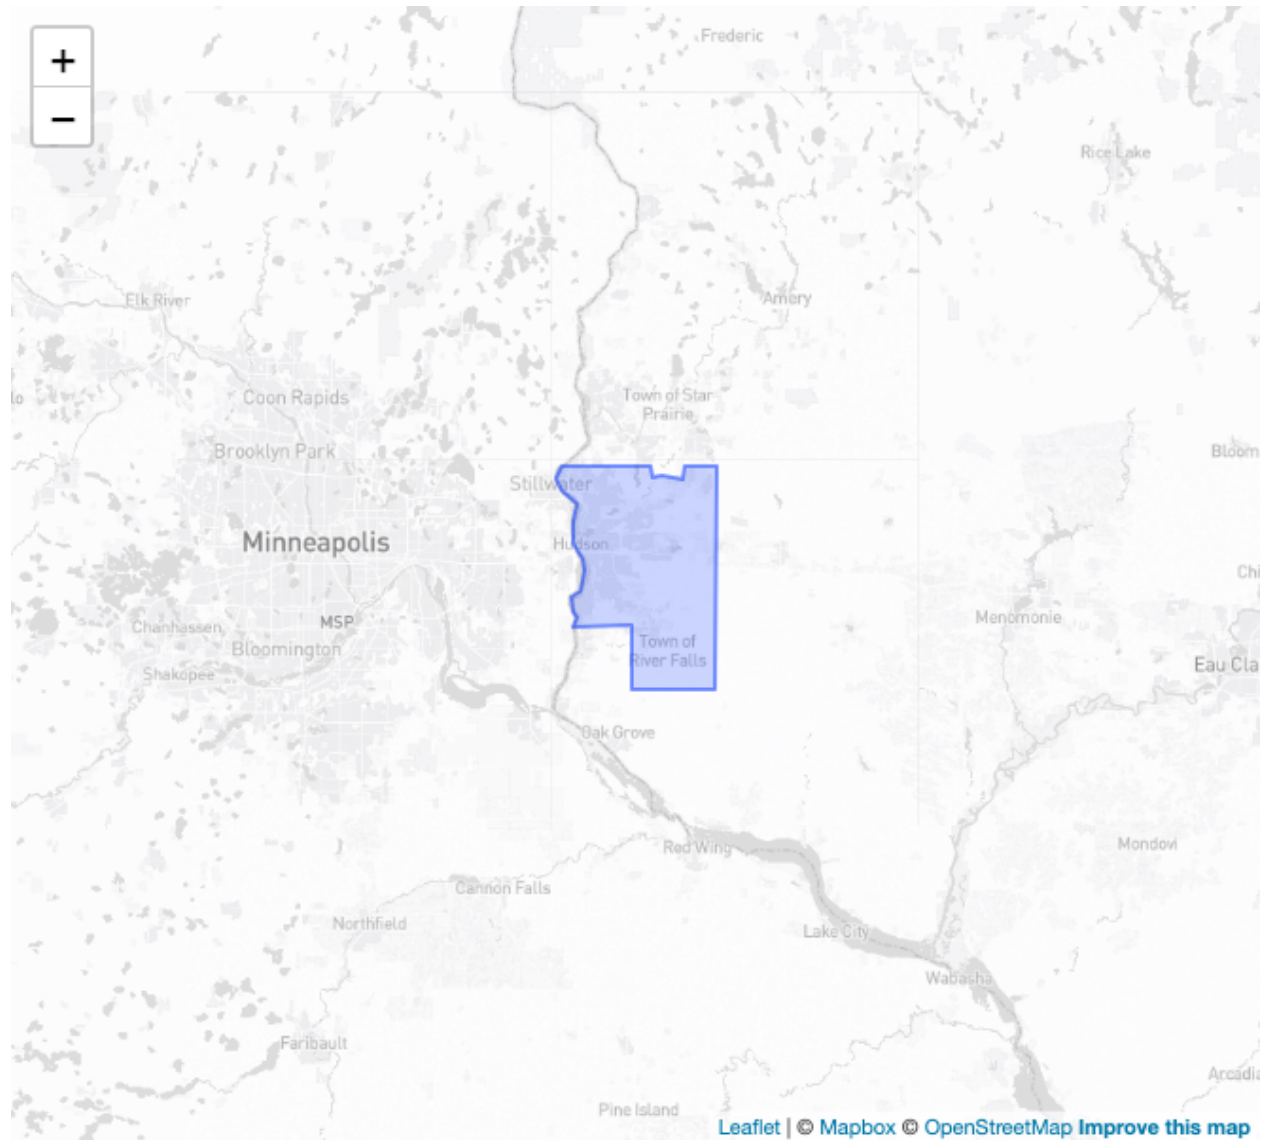 +
Frederic
−
Rice Lake
Elk River
Amery
lo
Coon Rapids
Town of Star
Prairie
Brooklyn Park
Bloom
Stillwater
Minneapolis
Hudson
Chi
MSP
Menomonie
Chanhassen
Town of
River Falls
Bloomington
Eau Cla
Shakopee
Oak Grove
Red Wing
Mondovi
Cannon Falls
Northfield
Lake City
Wabasha
Faribault
Arcadia
Pine Island
Leaflet | © Mapbox © OpenStreetMap Improve this map